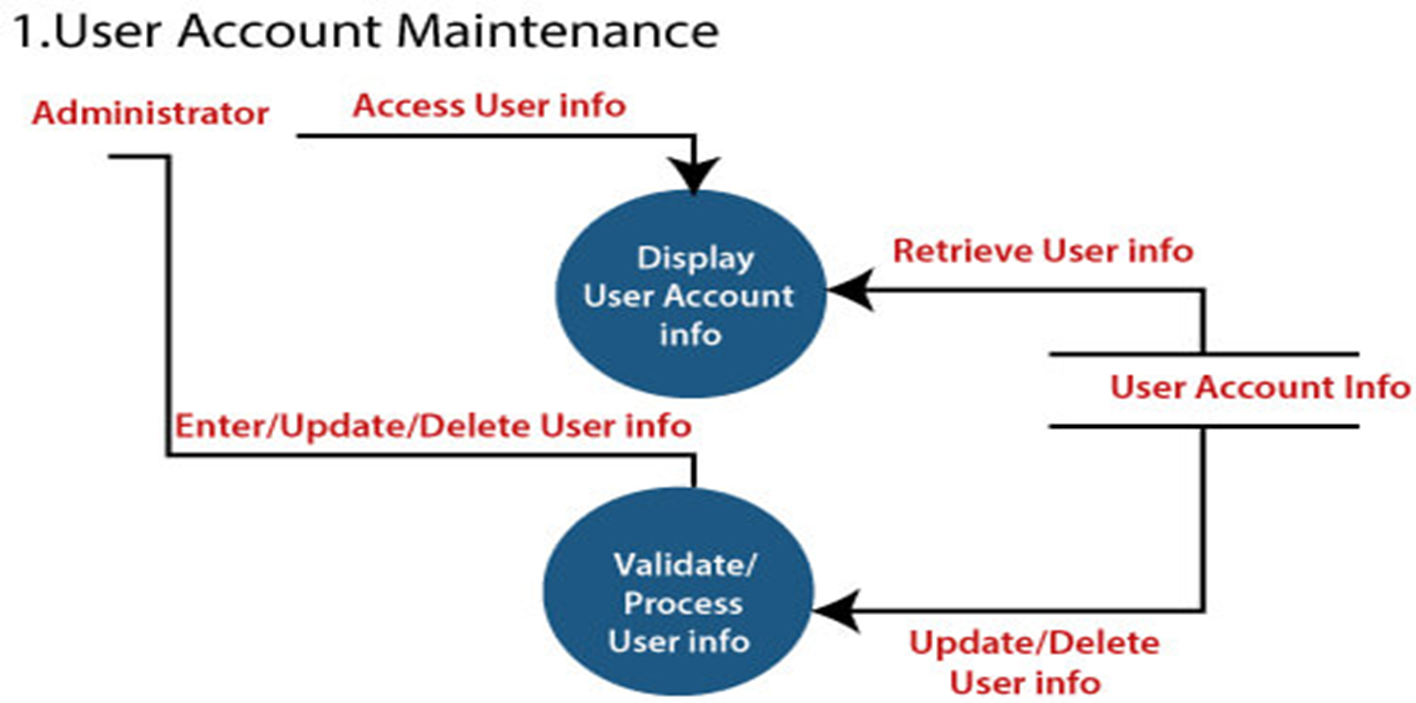 1.User Account Maintenance
Administrator
Access User info
Display
User Account
info
Retrieve User info
User Account Info
Enter/Update/Delete User info
Validate/
Process
User info
Update/Delete
User info